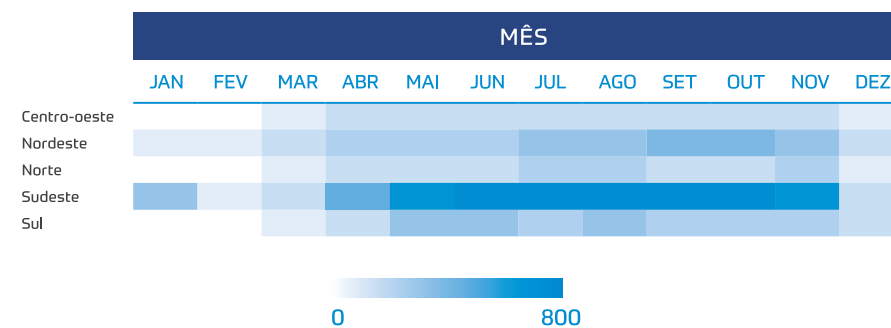 MÊS
JAN FEV MAR ABR MAI JUN JUL AGO SET OUT NOV DEZ
Centro-oeste
Nordeste
Norte
Sudeste
Sul
0 800